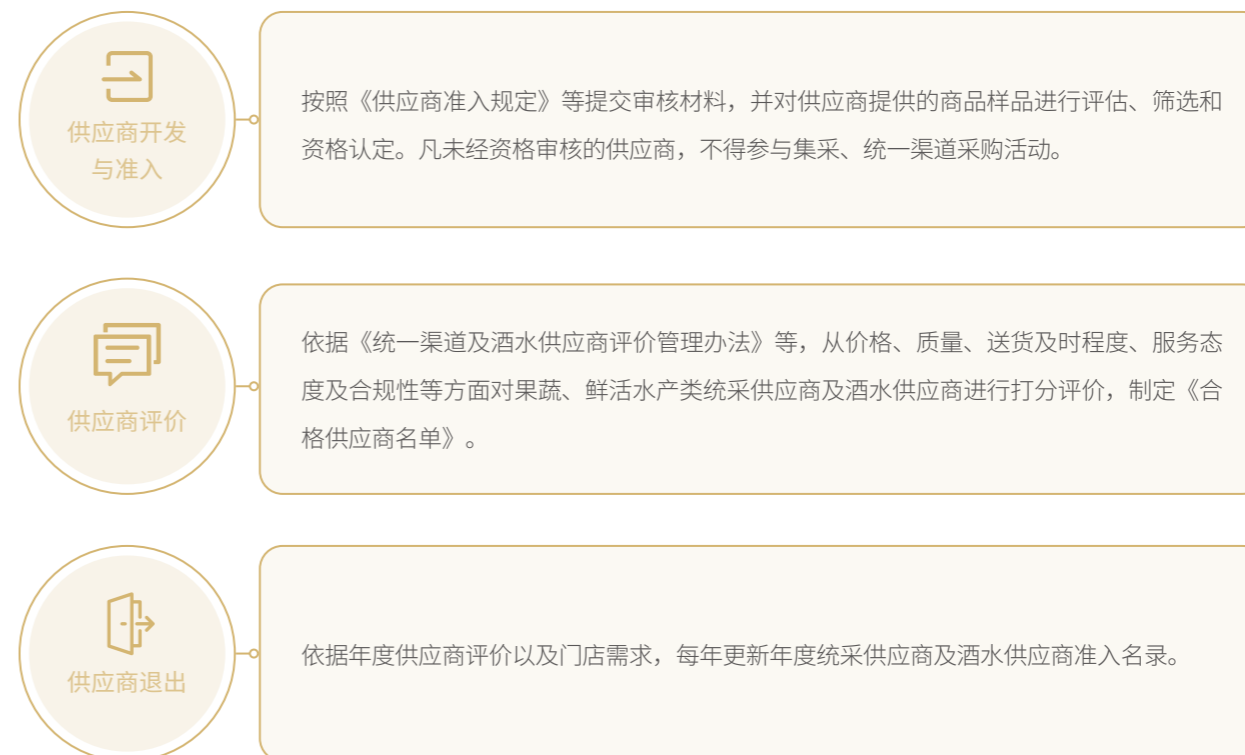 供应商开发
与准入
按照《供应商准入规定》等提交审核材料，并对供应商提供的商品样品进行评估、筛选和
资格认定。凡未经资格审核的供应商，不得参与集采、统一渠道采购活动。
供应商评价
依据《统一渠道及酒水供应商评价管理办法》等，从价格、质量、送货及时程度、服务态
度及合规性等方面对果蔬、鲜活水产类统采供应商及酒水供应商进行打分评价，制定《合
格供应商名单》。
供应商退出
依据年度供应商评价以及门店需求，每年更新年度统采供应商及酒水供应商准入名录。